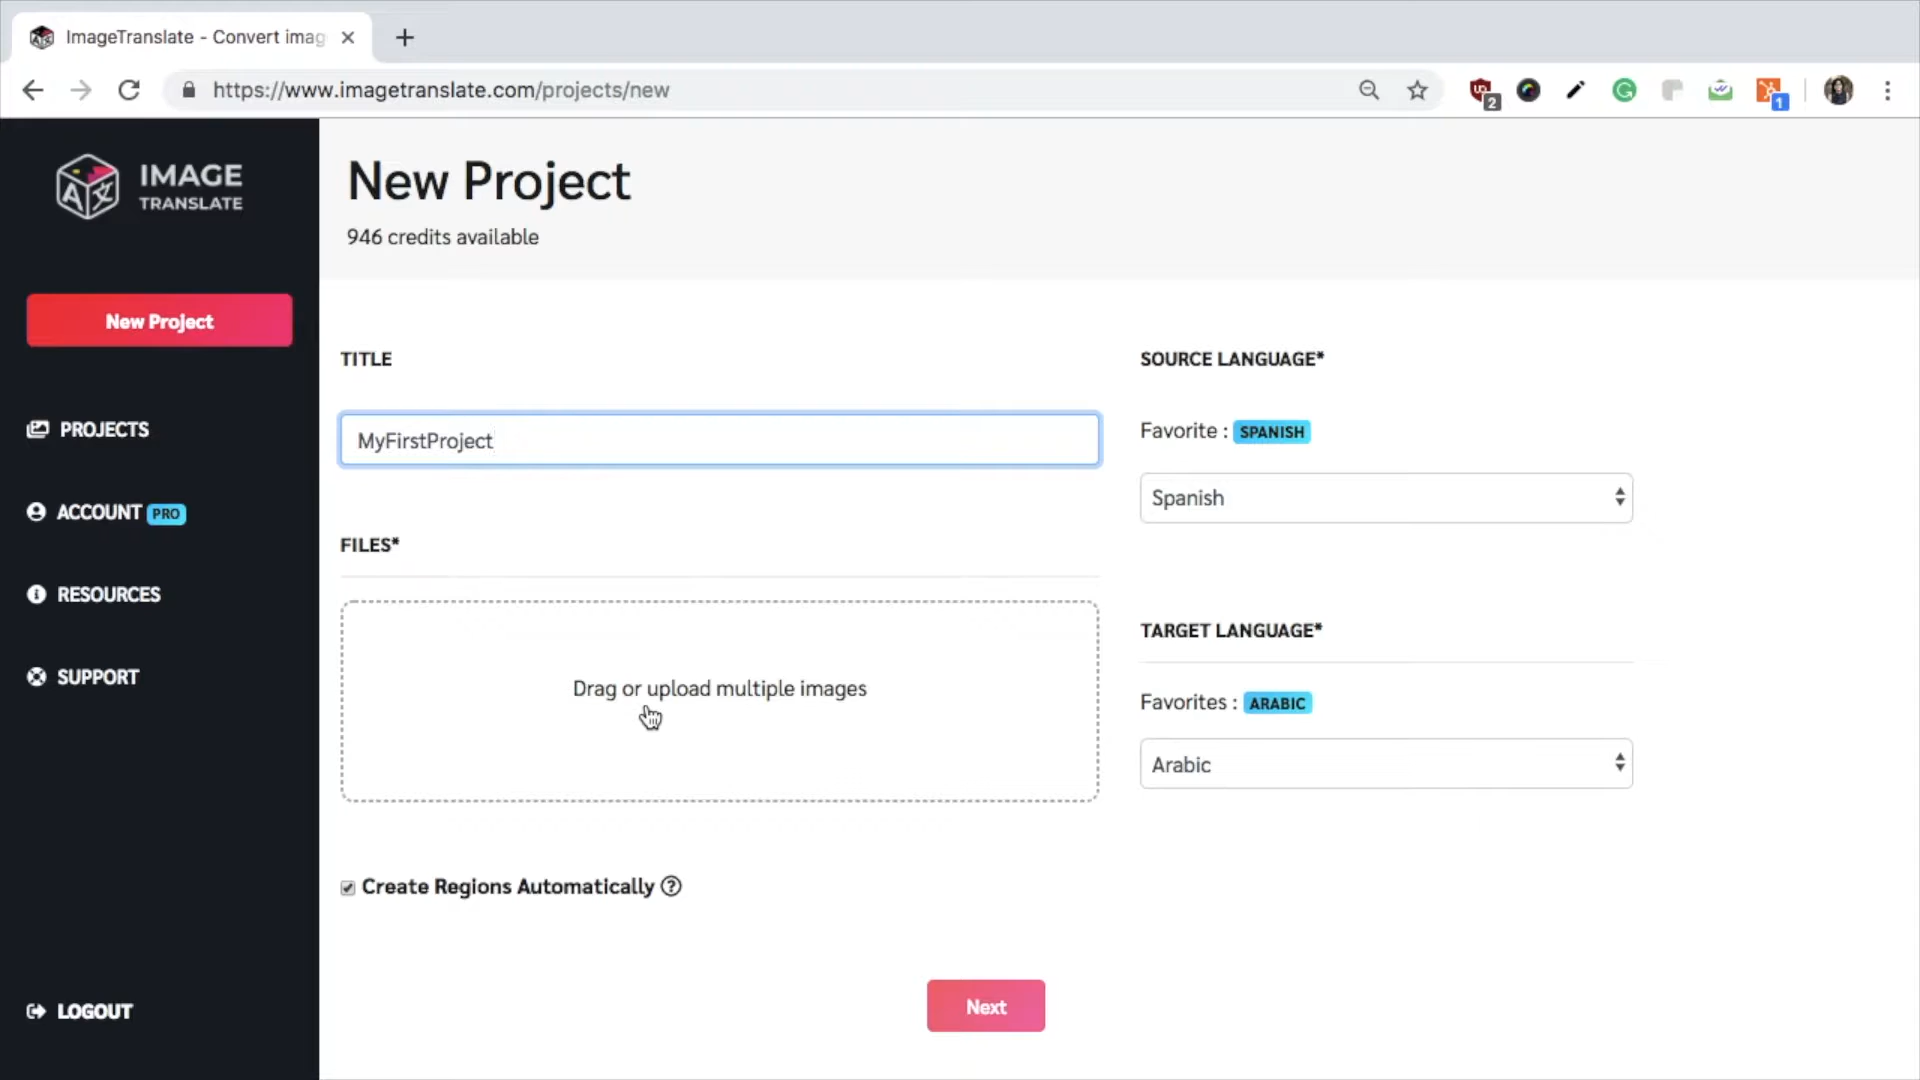 ImageTranslate - Convert imag
https://www.imagetranslate.com/projects/new
2
1
IMAGE
TRANSLATE
New Project
946 credits available
New Project
PROJECTS
ACCOUNT PRO
RESOURCES
SUPPORT
LOGOUT
TITLE
MyFirstProject
FILES*
Drag or upload multiple images
Create Regions Automatically
SOURCE LANGUAGE*
Favorite : SPANISH
Spanish
TARGET LANGUAGE*
Favorites : ARABIC
Arabic
Next